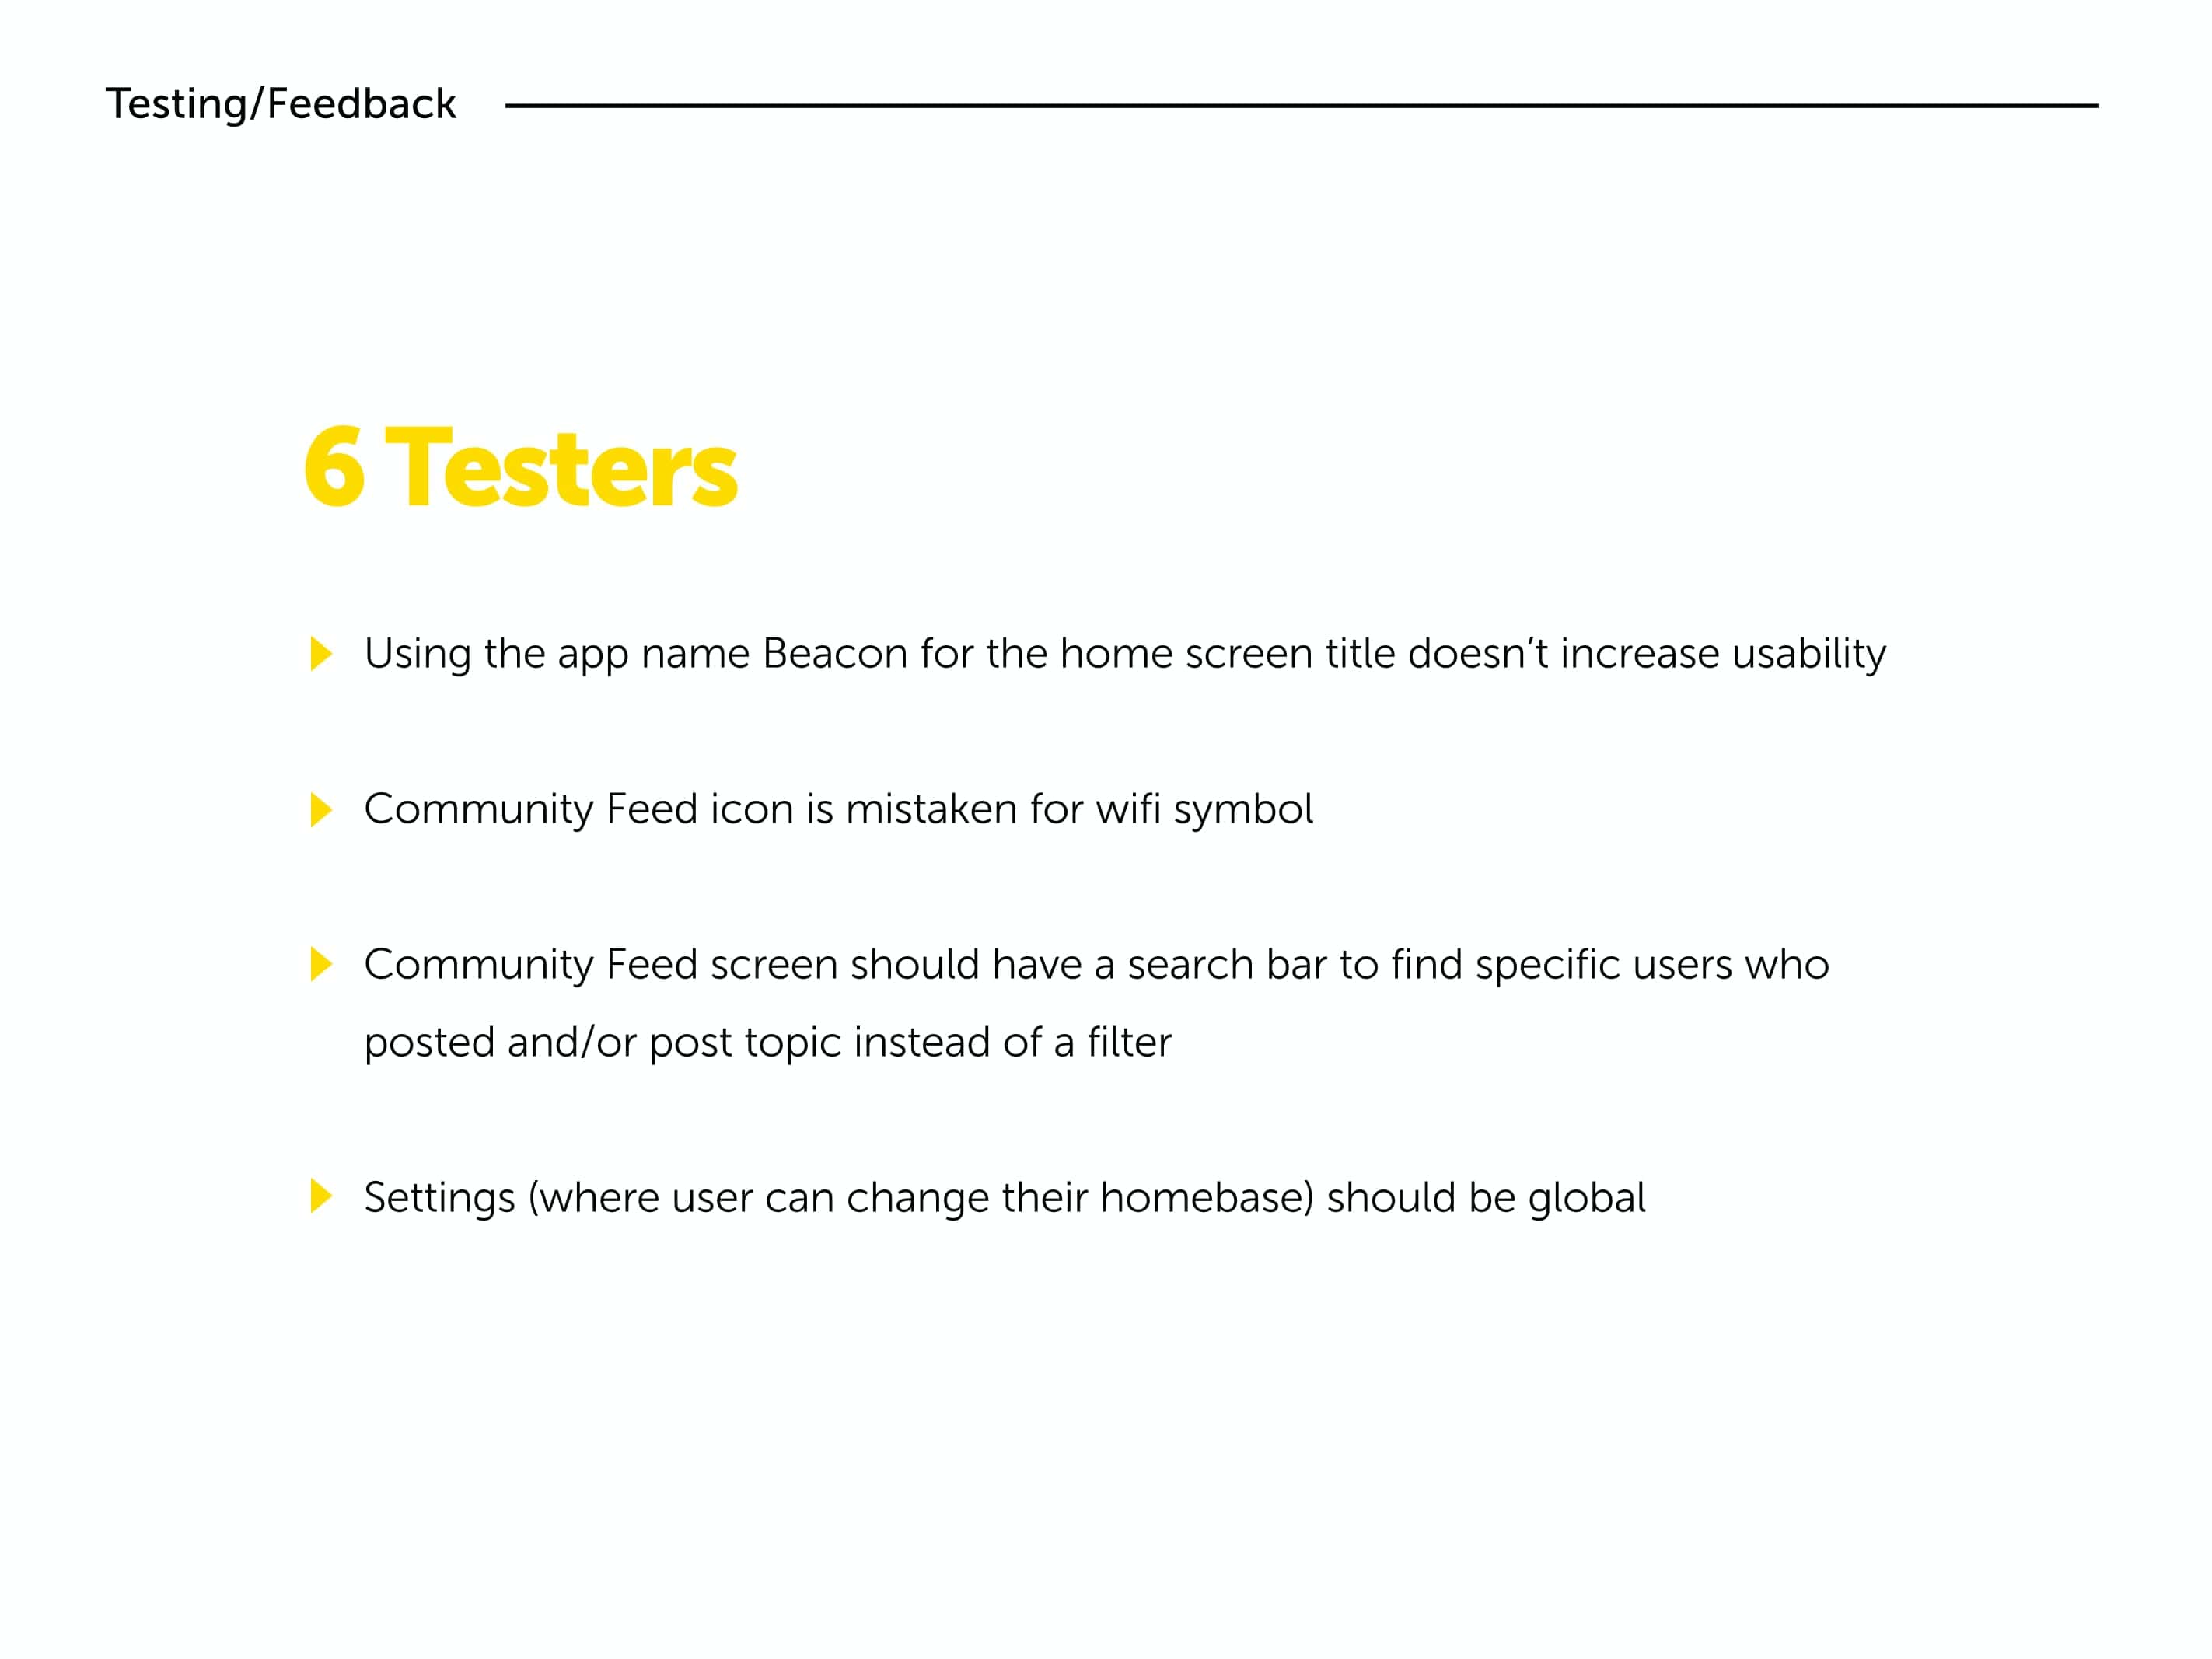 Testing/Feedback
6 Testers
Using the app name Beacon for the home screen title doesn’t increase usability
Community Feed icon is mistaken for wifi symbol
Community Feed screen should have a search bar to find specific users who
posted and/or post topic instead of a filter
Settings (where user can change their homebase) should be global